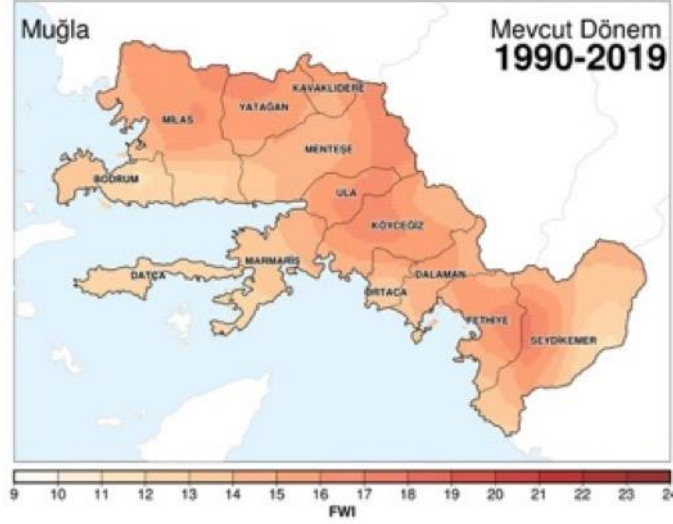 Muğla
Mevcut Dönem
1990-2019
KAVAKLIDERE
YATAĞAN
MİLAS
MENTEŞE
BODRUM
ULA
KÖYCEĞİZ
MARMARİS
DATÇA
DALAMAN
ORTACA
FETHİYE
SEYDİKEMER
9 10 11 12 13 14 15 16 17 18 19 20 21 22 23 24
FWI